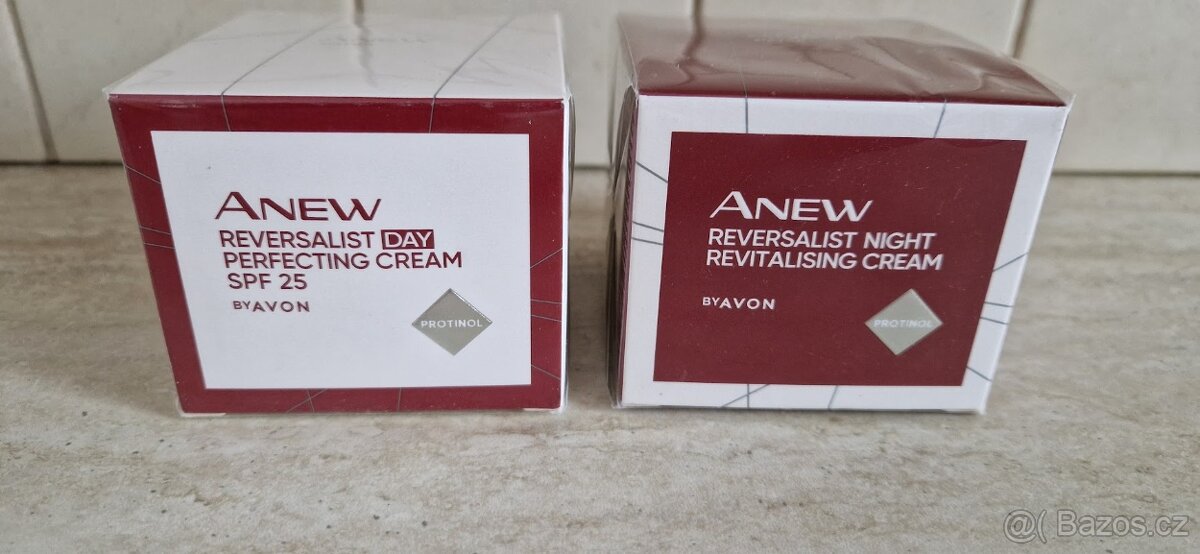 ANEW
REVERSALIST DAY
PERFECTING CREAM
SPF 25
BY AVON
PROTINOL
ANEW
REVERSALIST NIGHT
REVITALISING CREAM
BY AVON
PROTINOL
@( Bazos.cz